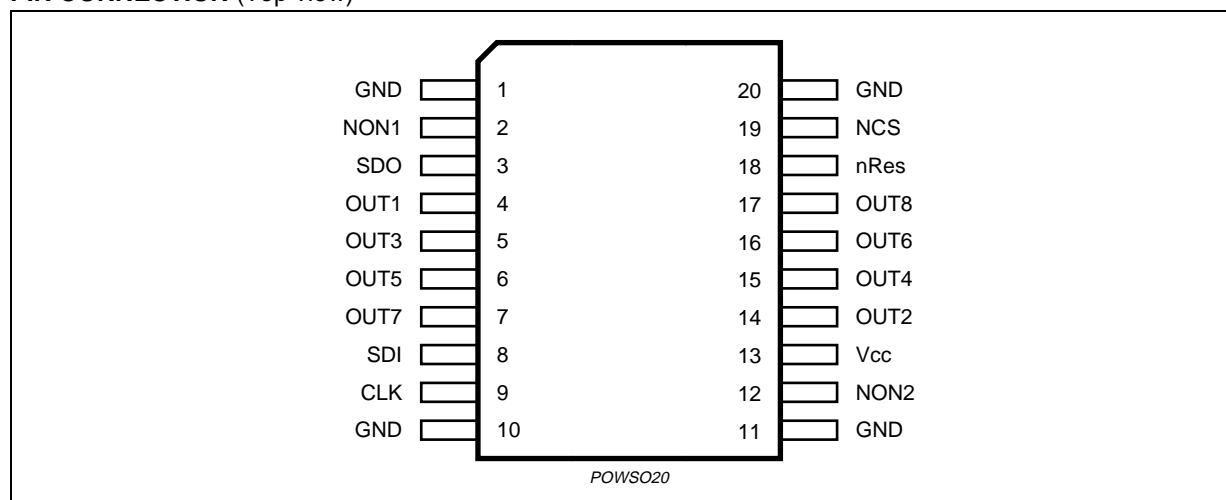 GND 1 20 GND
NON1 2 19 NCS
SDO 3 18 nRes
OUT1 4 17 OUT8
OUT3 5 16 OUT6
OUT5 6 15 OUT4
OUT7 7 14 OUT2
SDI 8 13 Vcc
CLK 9 12 NON2
GND 10 11 GND
POWSO20